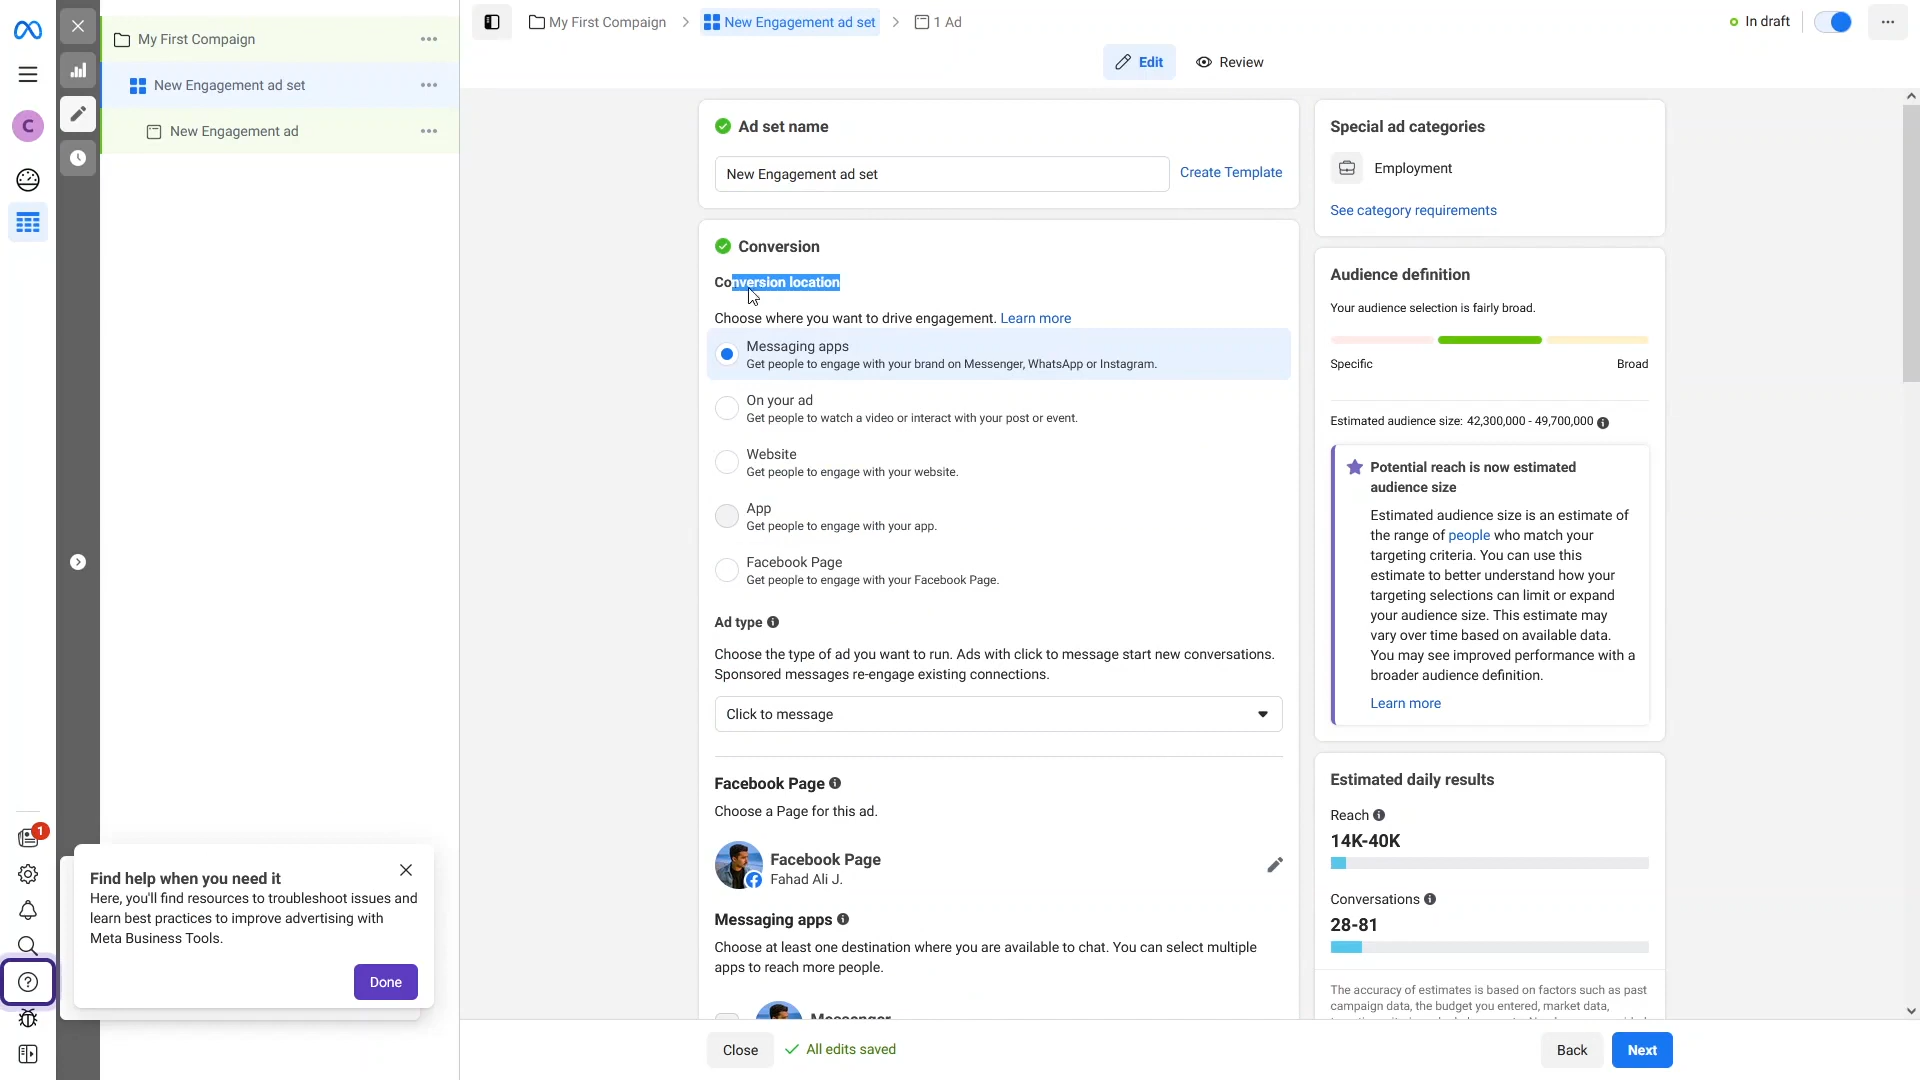 My First Campaign
New Engagement ad set
1 Ad
In draft
Edit
Review
C
My First Campaign
New Engagement ad set
New Engagement ad
Ad set name
New Engagement ad set
Create Template
Conversion
Conversion location
Choose where you want to drive engagement. Learn more
Messaging apps
Get people to engage with your brand on Messenger, WhatsApp or Instagram.
On your ad
Get people to watch a video or interact with your post or event.
Website
Get people to engage with your website.
App
Get people to engage with your app.
Facebook Page
Get people to engage with your Facebook Page.
Ad type
Choose the type of ad you want to run. Ads with click to message start new conversations.
Sponsored messages re-engage existing connections.
Click to message
Facebook Page
Choose a Page for this ad.
Facebook Page
Fahad Ali J.
Messaging apps
Choose at least one destination where you are available to chat. You can select multiple
apps to reach more people.
Messenger
Special ad categories
Employment
See category requirements
Audience definition
Your audience selection is fairly broad.
Specific
Broad
Estimated audience size: 42,300,000 - 49,700,000
Potential reach is now estimated
audience size
Estimated audience size is an estimate of
the range of people who match your
targeting criteria. You can use this
estimate to better understand how your
targeting selections can limit or expand
your audience size. This estimate may
vary over time based on available data.
You may see improved performance with a
broader audience definition.
Learn more
Estimated daily results
Reach
14K-40K
Conversations
28-81
The accuracy of estimates is based on factors such as past
campaign data, the budget you entered, market data,
1
Find help when you need it
Here, you'll find resources to troubleshoot issues and
learn best practices to improve advertising with
Meta Business Tools.
Done
Close
All edits saved
Back
Next